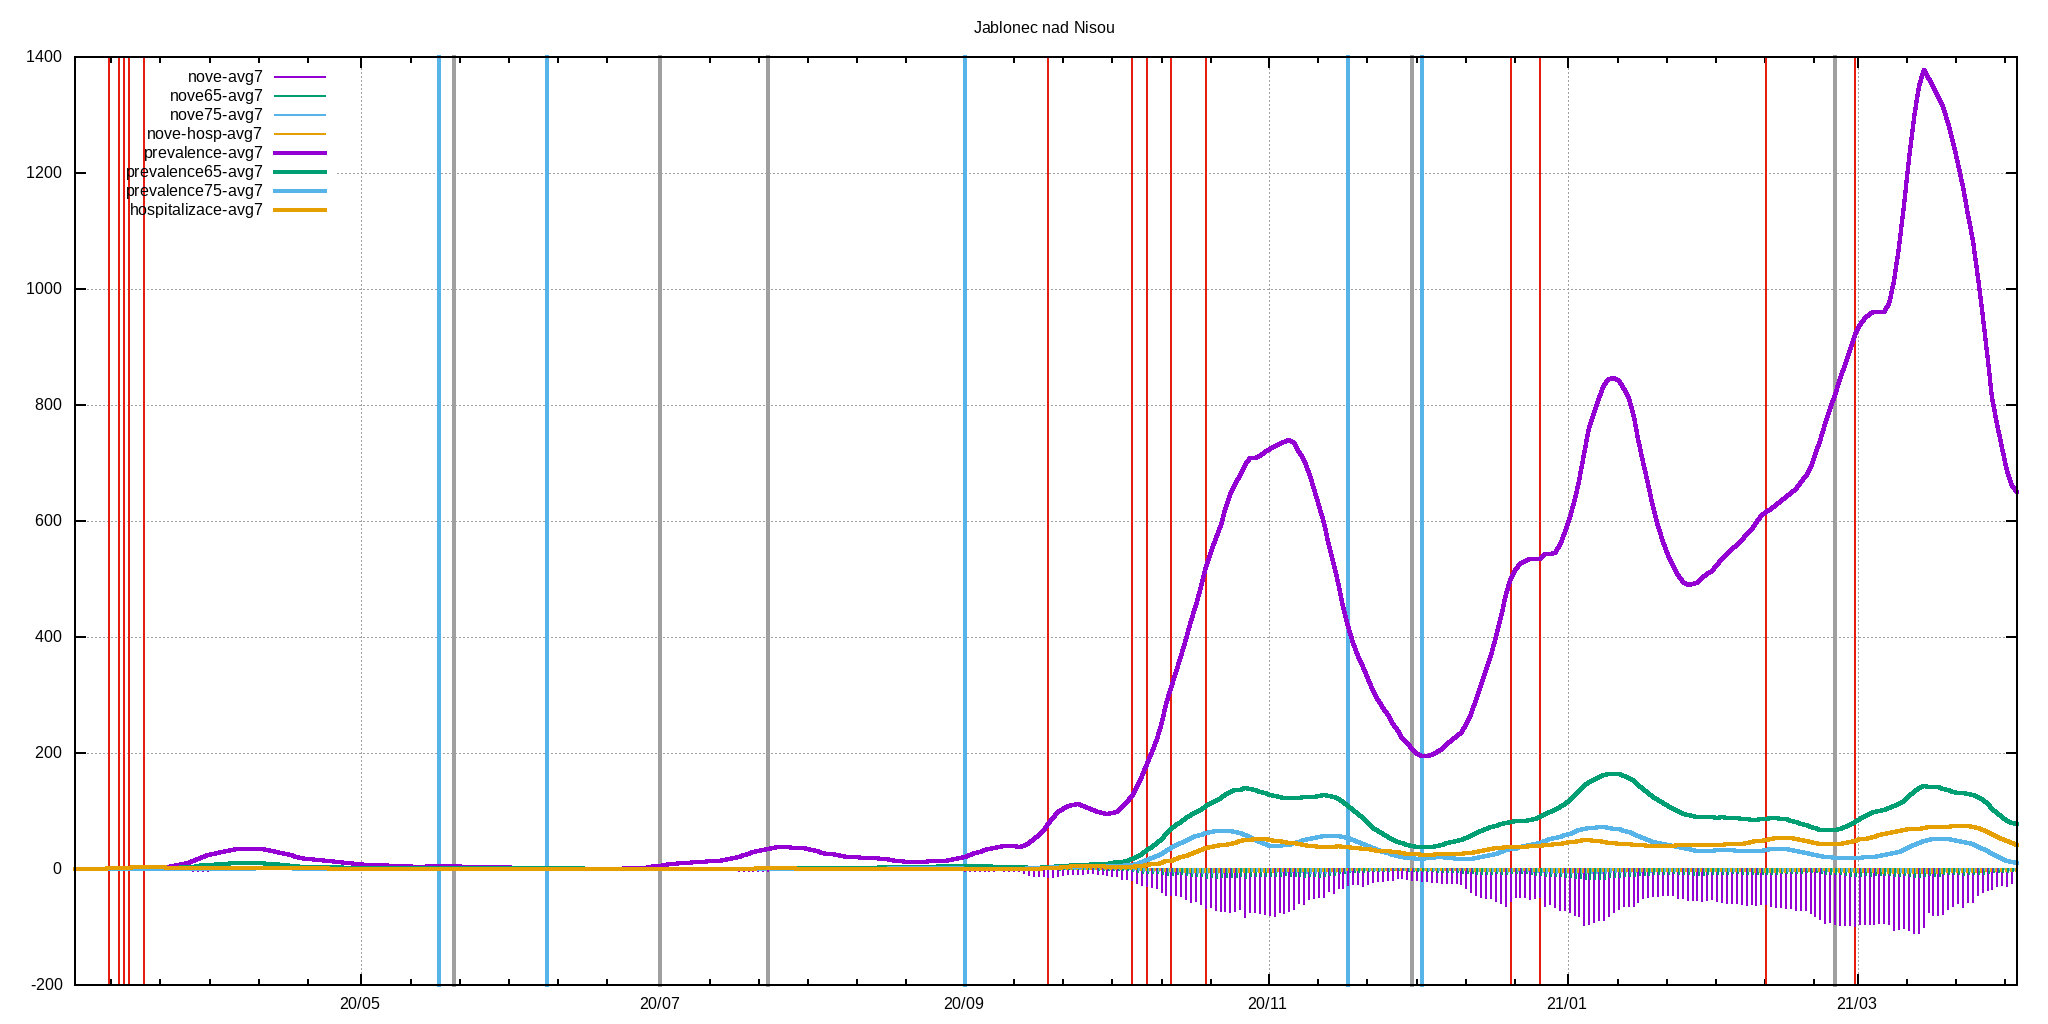 Jablonec nad Nisou
1400
1200
1000
800
600
400
200
0
-200
nove-avg7
nove65-avg7
nove75-avg7
nove-hosp-avg7
prevalence-avg7
prevalence65-avg7
prevalence75-avg7
hospitalizace-avg7
20/05
20/07
20/09
20/11
21/01
21/03